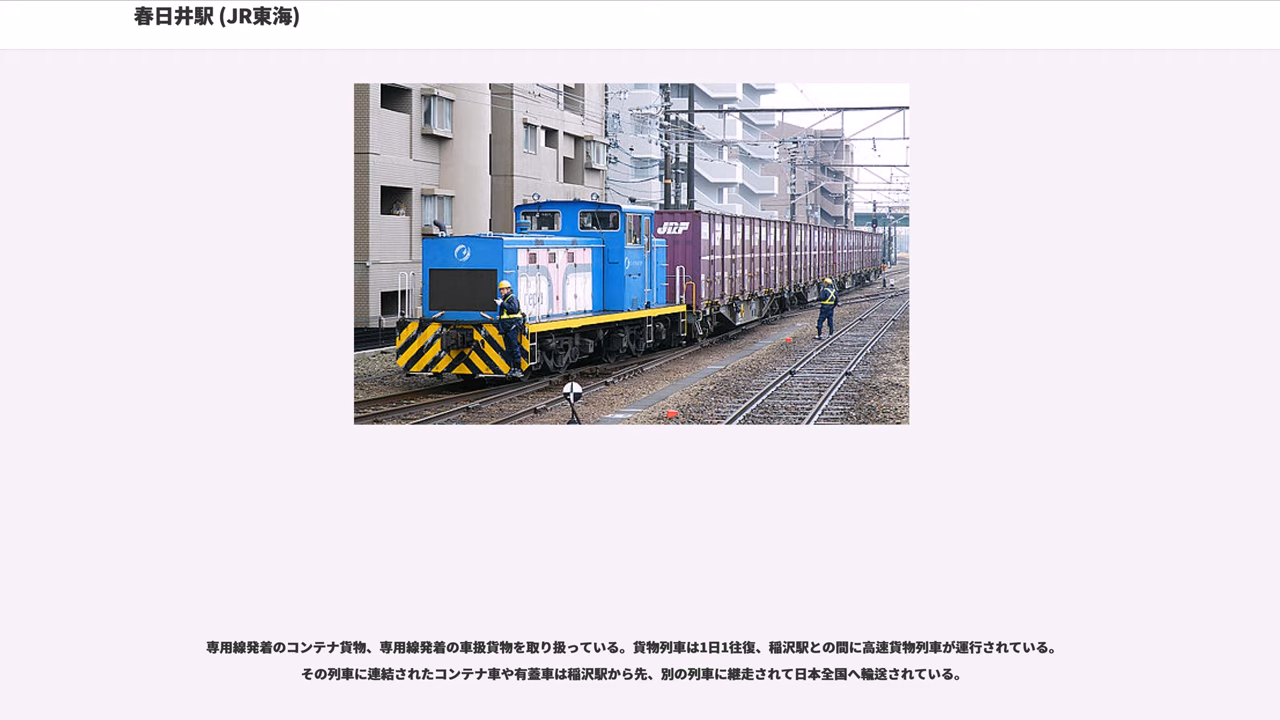 春日井駅 (JR東海)
JRF
専用線発着のコンテナ貨物、専用線発着の車扱貨物を取り扱っている。貨物列車は1日1往復、稲沢駅との間に高速貨物列車が運行されている。
その列車に連結されたコンテナ車や有蓋車は稲沢駅から先、別の列車に継走されて日本全国へ輸送されている。